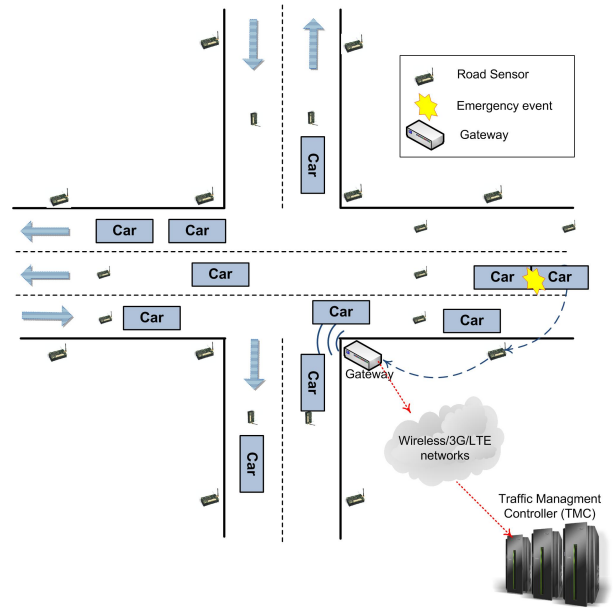 Road Sensor
Emergency event
Gateway
Car
Car
Car
Car
Car
Car
Car
Car
Car
Car
Car
Gateway
Wireless/3G/LTE
networks
Traffic Managment
Controller (TMC)
Car